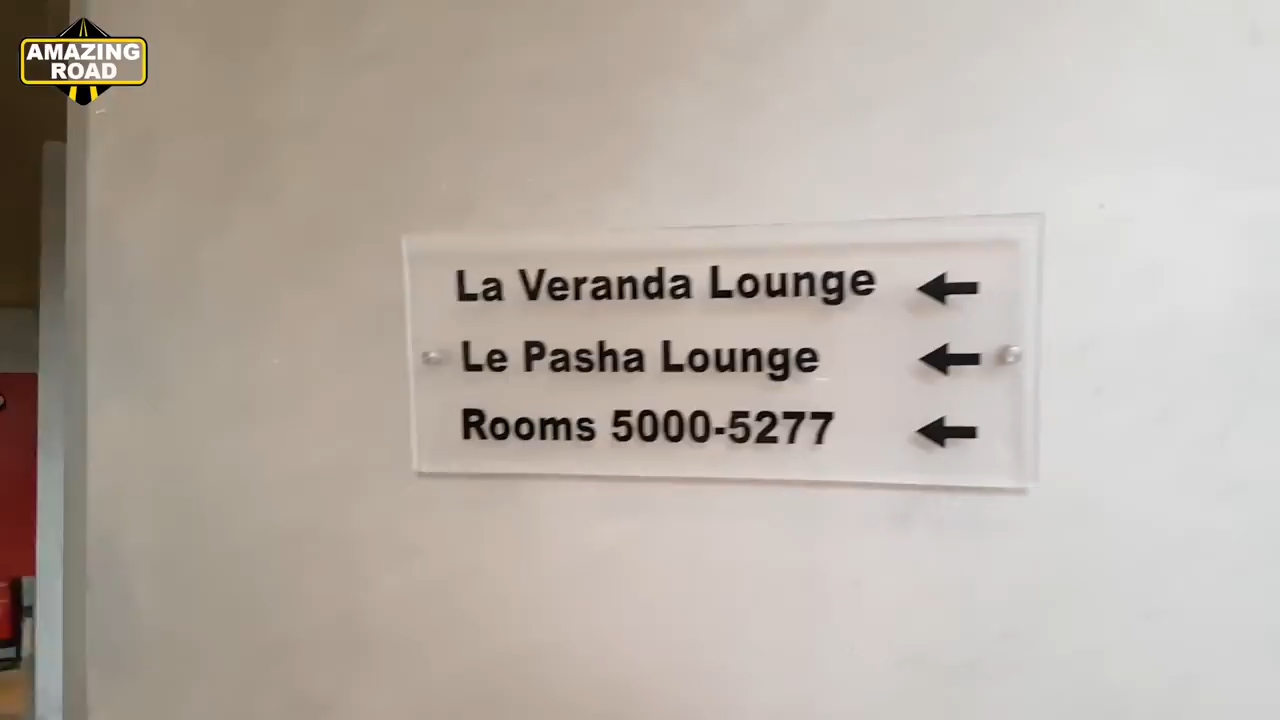 AMAZING
ROAD
La Veranda Lounge
Le Pasha Lounge
Rooms 5000-5277